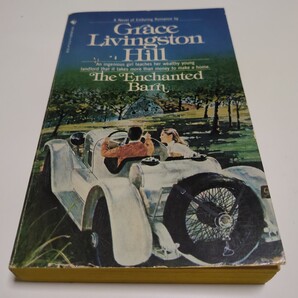 A Novel of Enduring Romance by
Grace
Livingston
Hill
An ingenious girl teaches her wealthy young
landlord that it takes more than money to make a home.
The Enchanted
Barn